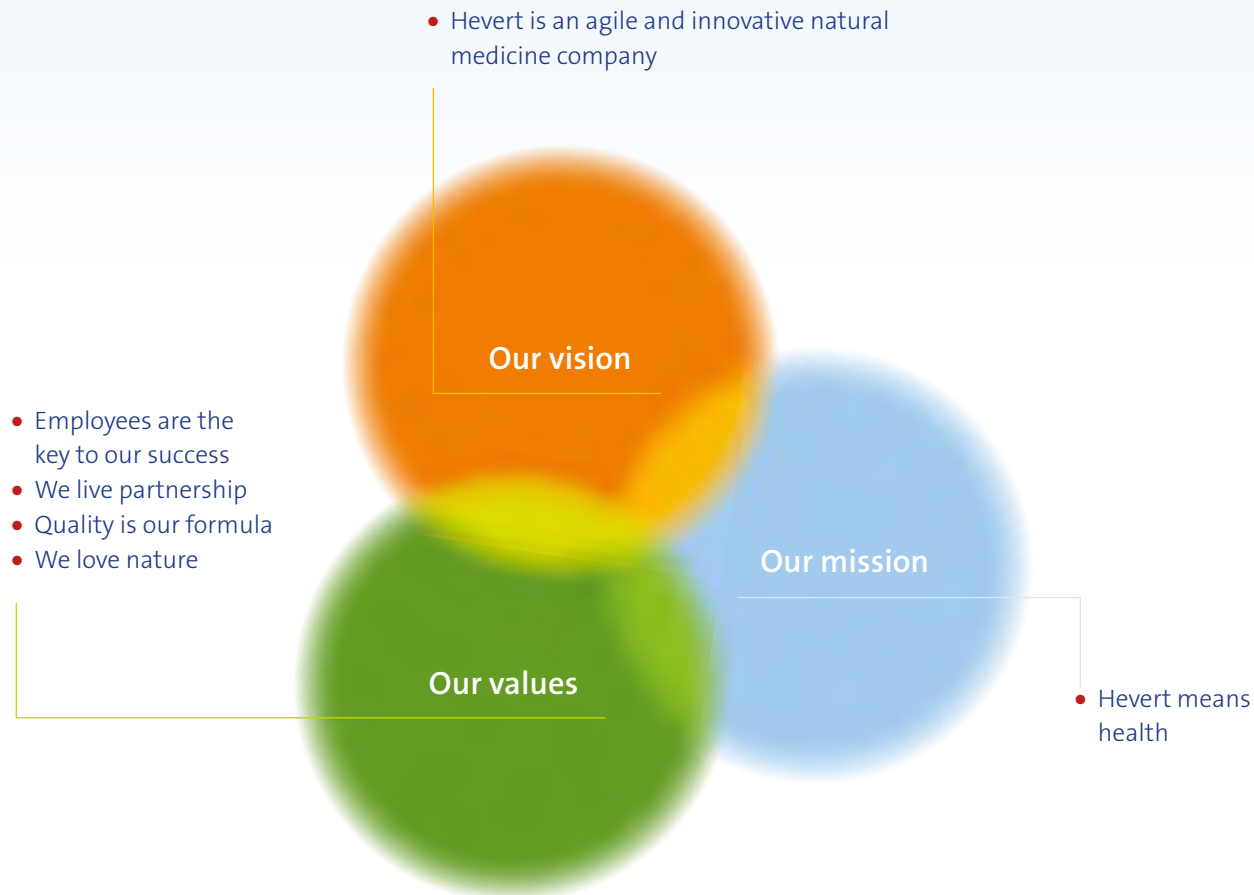 • Hevert is an agile and innovative natural
medicine company
Our vision
• Employees are the
key to our success
• We live partnership
• Quality is our formula
• We love nature
Our mission
Our values
• Hevert means
health